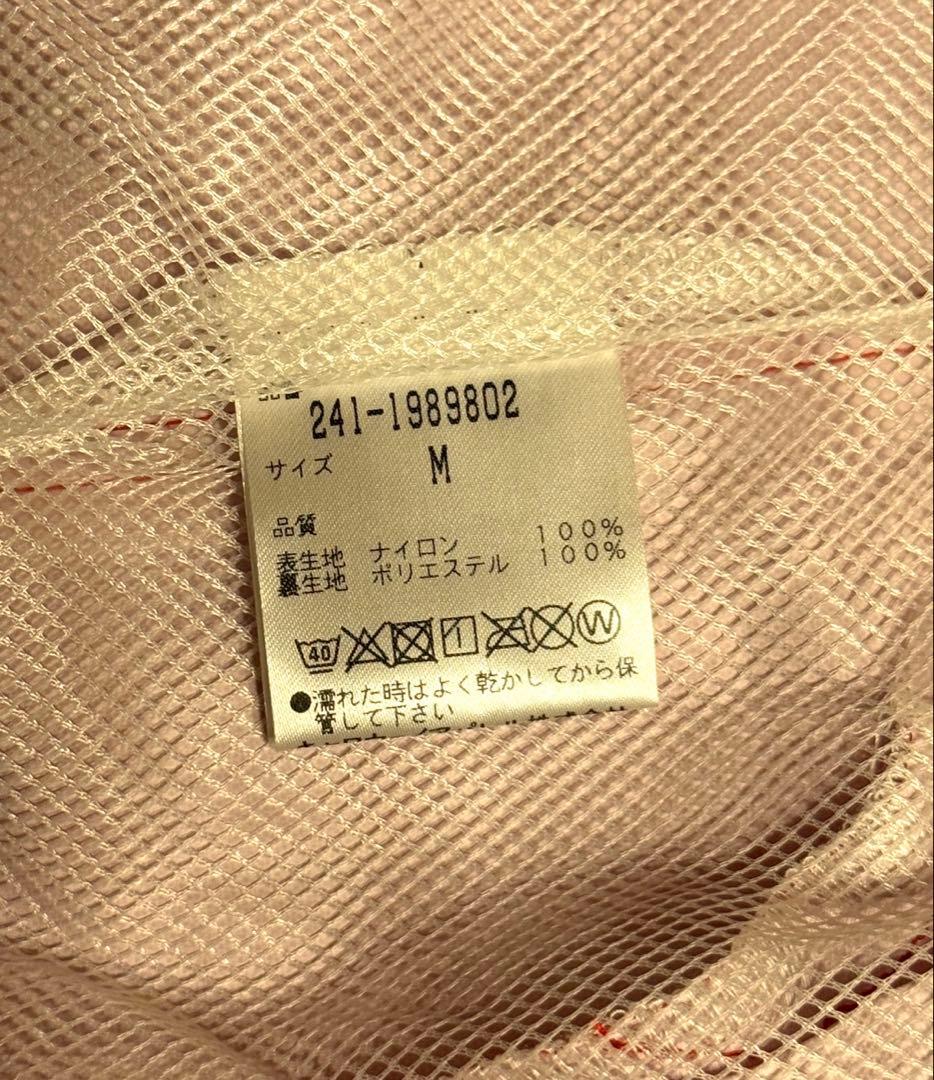 品番
241-1989802
サイズ M
品質
表生地 ナイロン 100%
裏生地 ポリエステル 100%
40 W
●濡れた時はよく乾かしてから保
管して下さい